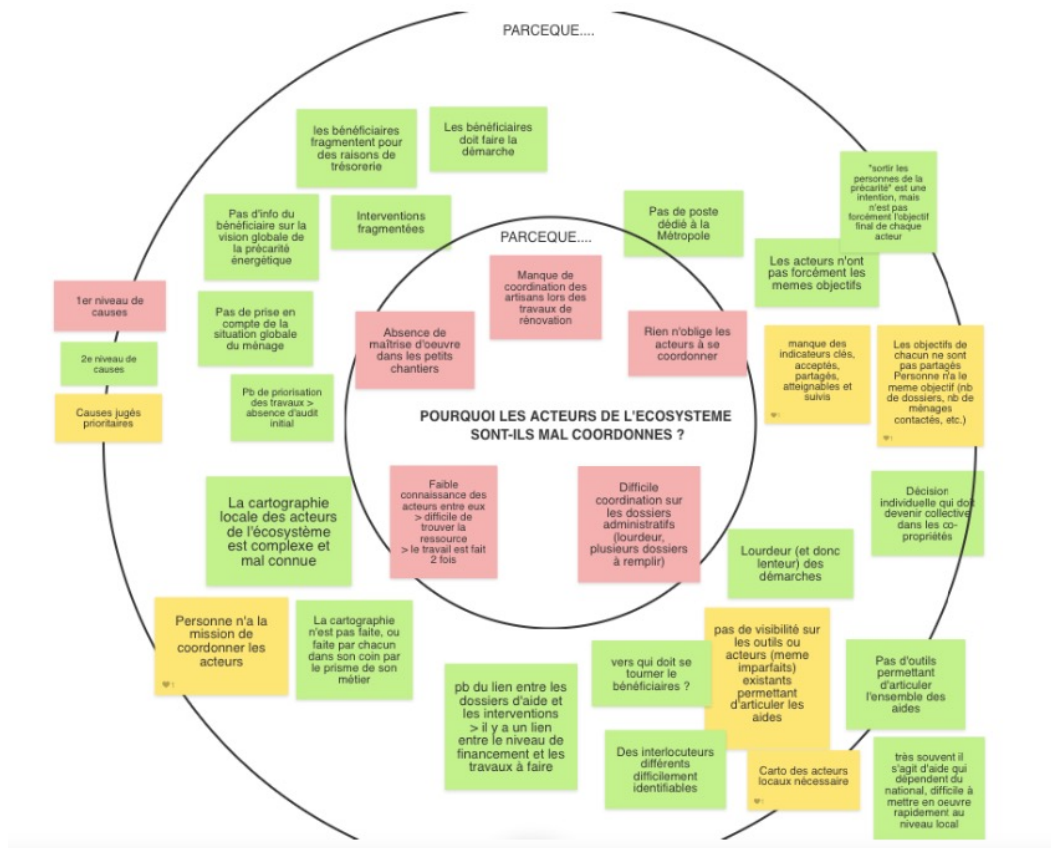 PARCEQUE....
les bénéficiaires
fragmentent pour
des raisons de
trésorerie
Les bénéficiaires
doit faire la
démarche
"sortir les
personnes de la
précarité" est une
intention, mais
n'est pas
forcément l'objectif
final de chaque
acteur
Pas d'info du
bénéficiaire sur la
vision globale de
la précarité
énergétique
Interventions
fragmentées
Pas de poste
dédié à la
Métropole
Les acteurs n'ont
pas forcément les
memes objectifs
PARCEQUE....
Manque de
coordination des
artisans lors des
travaux de
rénovation
1er niveau de
causes
2e niveau de
causes
Causes jugés
prioritaires
Pas de prise en
compte de la
situation globale
du ménage
Absence de
maîtrise d'oeuvre
dans les petits
chantiers
Rien n'oblige les
acteurs à se
coordonner
manque des
indicateurs clés,
acceptés,
partagés,
atteignables et
suivis
1
Les objectifs de
chacun ne sont
pas partagés
Personne n'a le
meme objectif (nb
de dossiers, nb de
ménages
contactés, etc.)
1
Pb de priorisation
des travaux >
absence d'audit
initial
POURQUOI LES ACTEURS DE L'ECOSYSTEME
SONT-ILS MAL COORDONNES ?
La cartographie
locale des acteurs
de l'écosystème
est complexe et
mal connue
Faible
connaissance des
acteurs entre eux
> difficile de
trouver la
ressource
> le travail est fait
2 fois
Difficile
coordination sur
les dossiers
administratifs
(lourdeur,
plusieurs dossiers
à remplir)
Décision
individuelle qui doit
devenir collective
dans les co-
propriétés
Lourdeur (et donc
lenteur) des
démarches
Personne n'a la
mission de
coordonner les
acteurs
1
La cartographie
n'est pas faite, ou
faite par chacun
dans son coin par
le prisme de son
métier
pb du lien entre les
dossiers d'aide et
les interventions
> il y a un lien
entre le niveau de
financement et les
travaux à faire
vers qui doit se
tourner le
bénéficiaires ?
pas de visibilité sur
les outils ou
acteurs (meme
imparfaits)
existants
permettant
d'articuler les
aides
Pas d'outils
permettant
d'articuler
l'ensemble des
aides
Des interlocuteurs
différents
difficilement
identifiables
Carto des acteurs
locaux nécessaire
1
très souvent il
s'agit d'aide qui
dépendent du
national, difficile à
mettre en oeuvre
rapidement au
niveau local